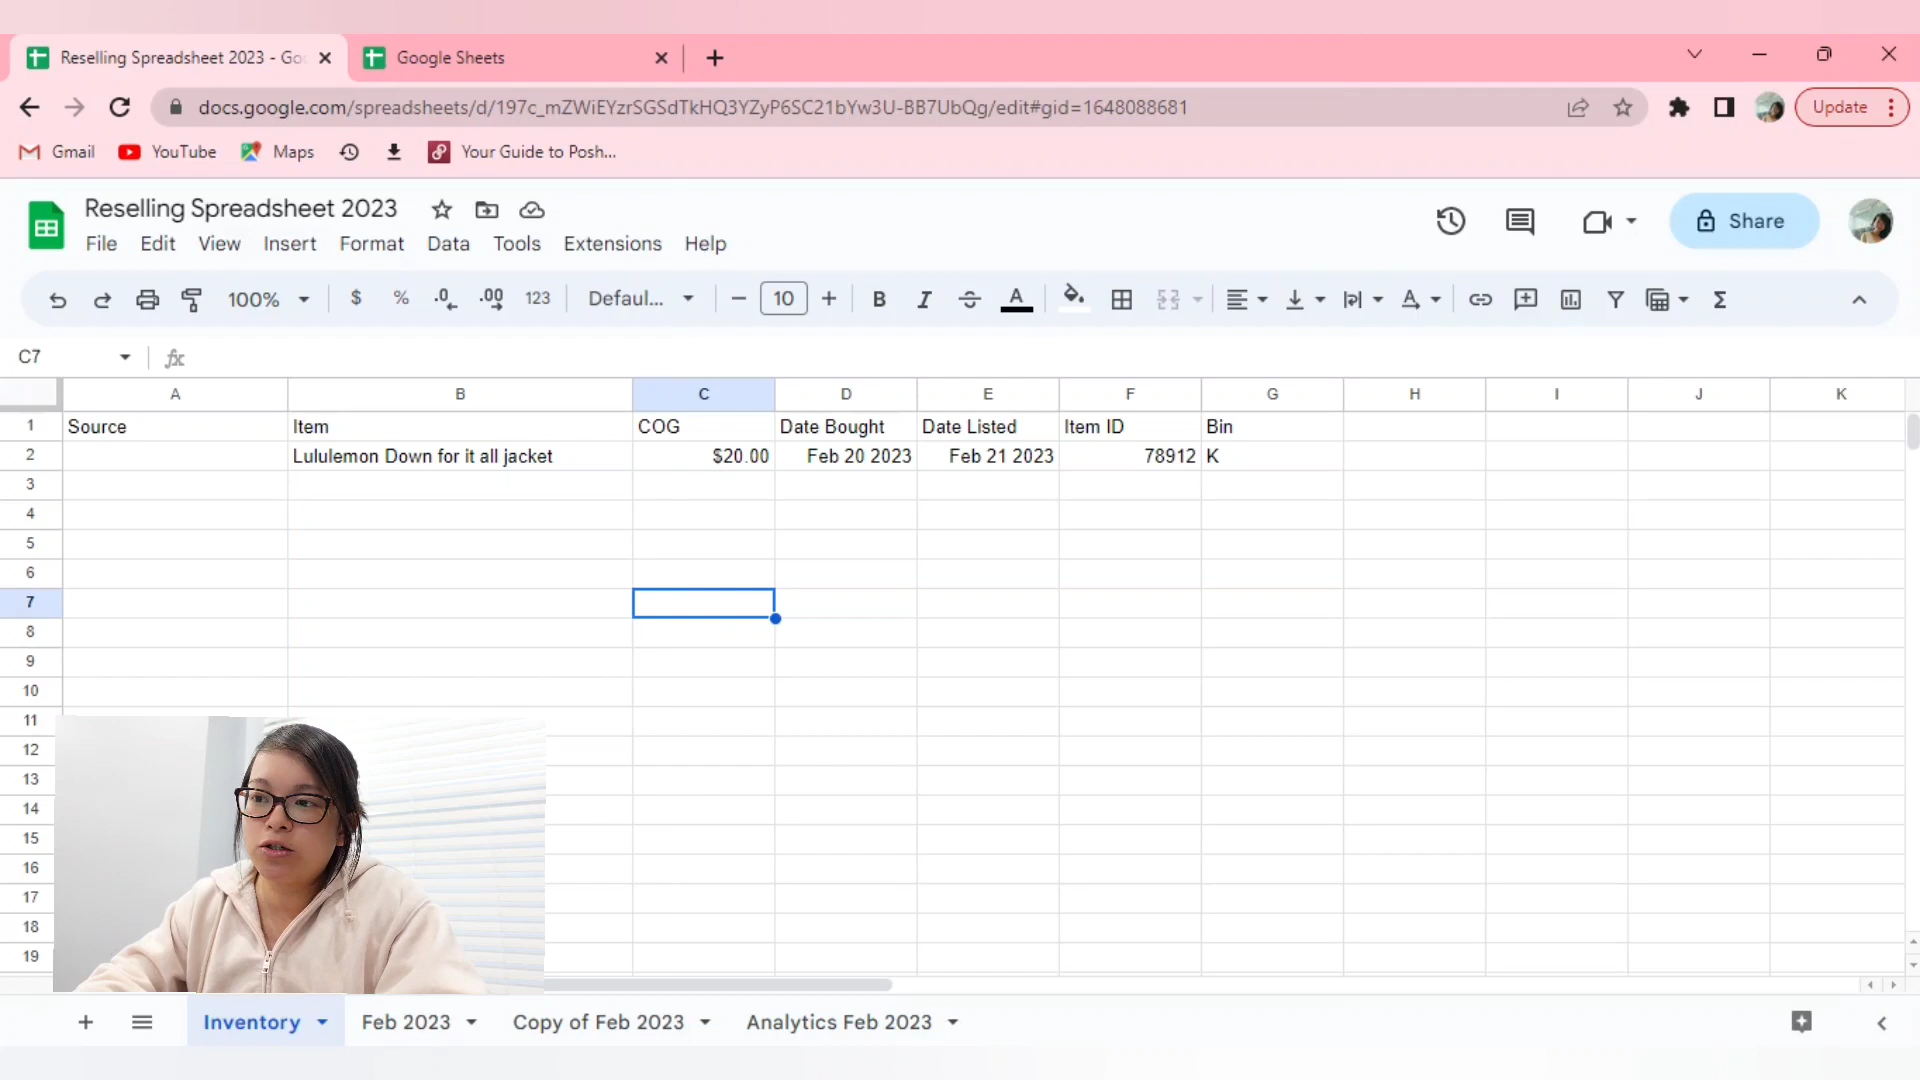 Reselling Spreadsheet 2023 - Goo
Google Sheets
docs.google.com/spreadsheets/d/197c_mZWiEYzrSGSdTkHQ3YZyP6SC21bYw3U-BB7UbQg/edit#gid=1648088681
Update
Gmail
YouTube
Maps
Your Guide to Posh...
Reselling Spreadsheet 2023
File Edit View Insert Format Data Tools Extensions Help
Share
100% $ % .0 .00 123 Defaul... 10 B I S A
C7 fx
A B C D E F G H I J K
1 Source Item COG Date Bought Date Listed Item ID Bin
2 Lululemon Down for it all jacket $20.00 Feb 20 2023 Feb 21 2023 78912 K
3
4
5
6
7
8
9
10
11
12
13
14
15
16
17
18
19
Inventory Feb 2023 Copy of Feb 2023 Analytics Feb 2023